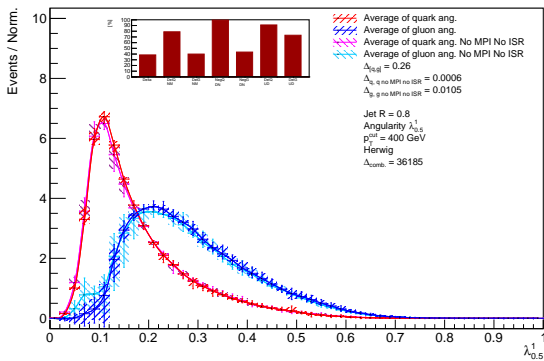 Events / Norm.
10
8
6
4
2
0
0 0.1 0.2 0.3 0.4 0.5 0.6 0.7 0.8 0.9 1
λ¹0.5
[%]
100
90
80
70
60
50
40
30
20
10
0
Average of quark ang.
Average of gluon ang.
Average of quark ang. No MPI No ISR
Average of gluon ang. No MPI No ISR
Δ(q,g) = 0.26
Δq, q no MPI no ISR = 0.0006
Δg, g no MPI no ISR = 0.0105
Jet R = 0.8
Angularity λ¹0.5
pTcut = 400 GeV
Herwig
Δcomb. = 36185